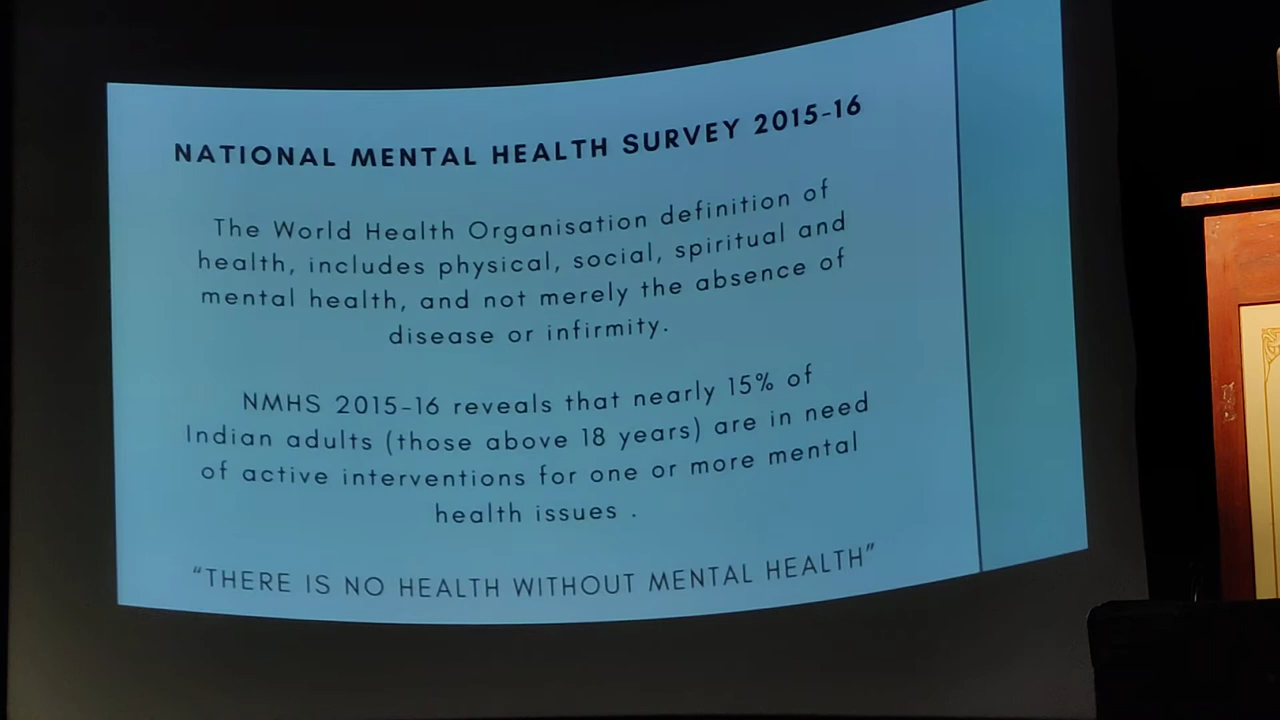 NATIONAL MENTAL HEALTH SURVEY 2015-16
The World Health Organisation definition of
health, includes physical, social, spiritual and
mental health, and not merely the absence of
disease or infirmity.
NMHS 2015-16 reveals that nearly 15% of
Indian adults (those above 18 years) are in need
of active interventions for one or more mental
health issues .
"THERE IS NO HEALTH WITHOUT MENTAL HEALTH"